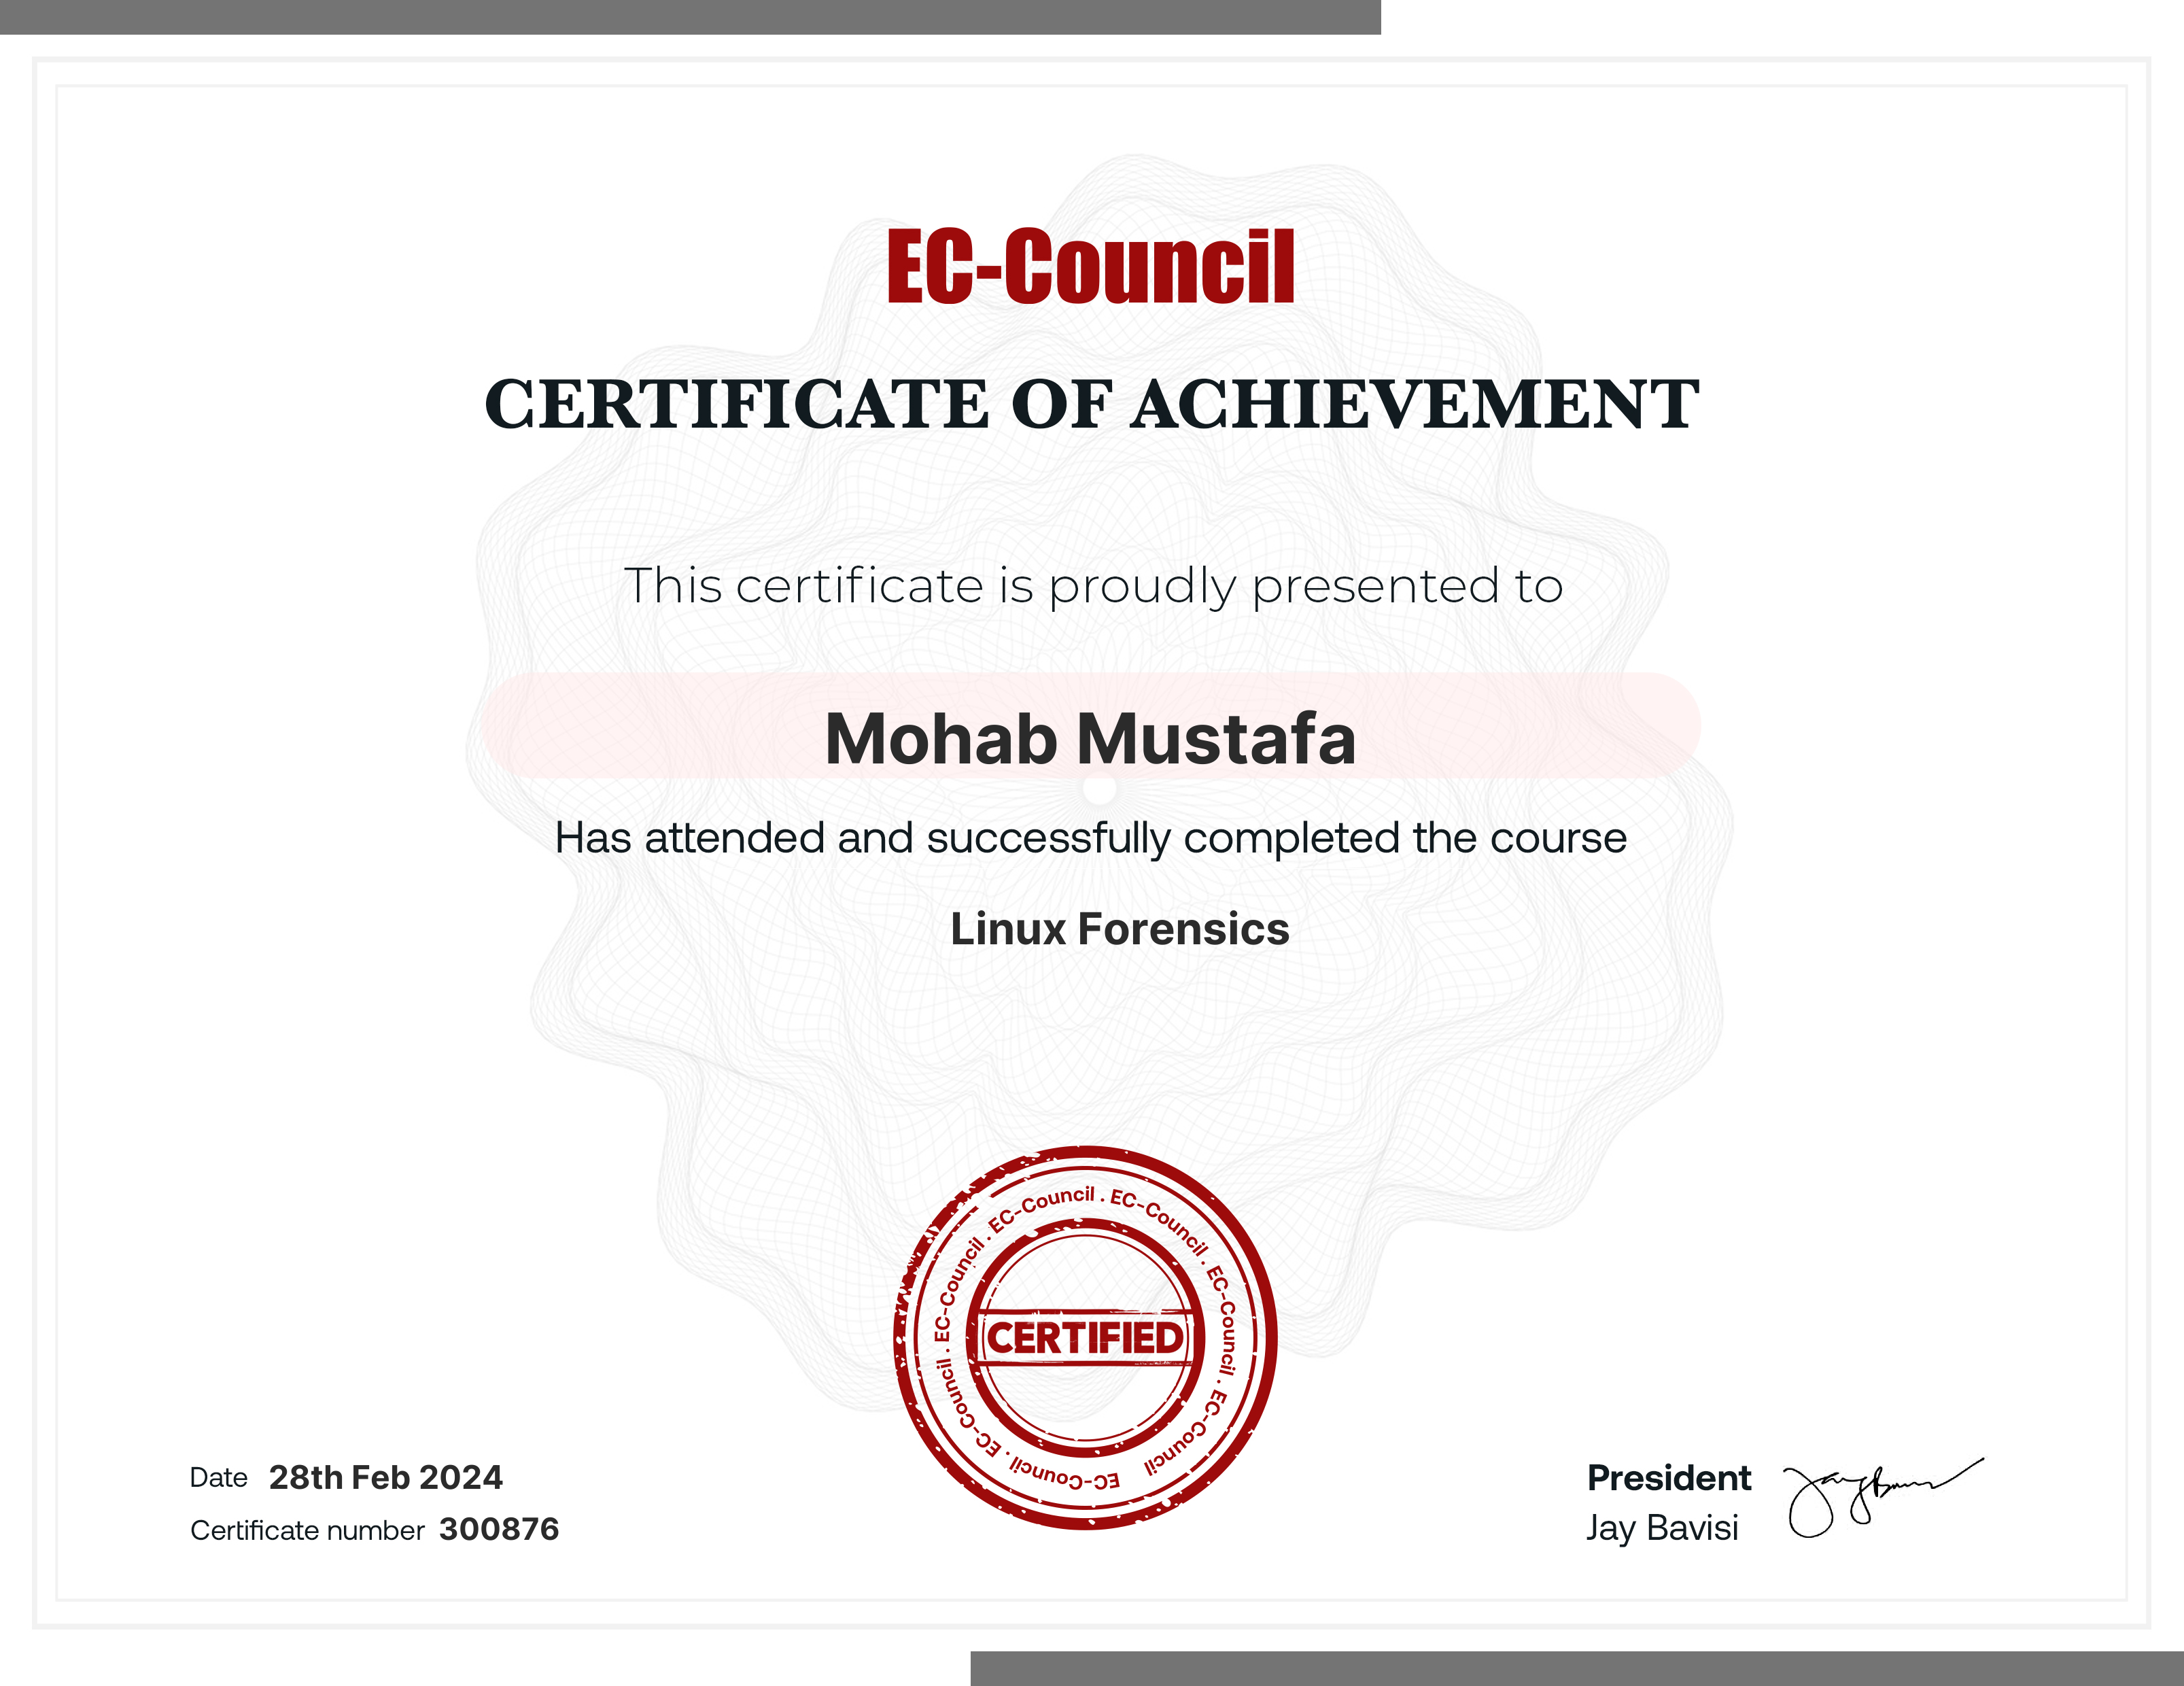 EC-Council
CERTIFICATE OF ACHIEVEMENT
This certificate is proudly presented to
Mohab Mustafa
Has attended and successfully completed the course
Linux Forensics
EC-Council . EC-Council . EC-Council . EC-Council . EC-Council . EC-Council . EC-Council . EC-Council
CERTIFIED
Date 28th Feb 2024
Certificate number 300876
President
Jay Bavisi